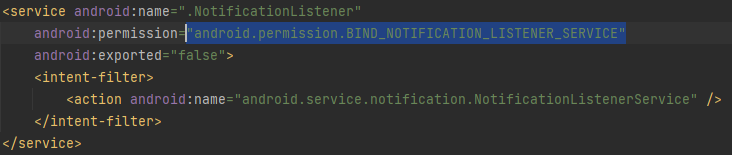 <service android:name=".NotificationListener"
android:permission="android.permission.BIND_NOTIFICATION_LISTENER_SERVICE"
android:exported="false">
<intent-filter>
<action android:name="android.service.notification.NotificationListenerService" />
</intent-filter>
</service>